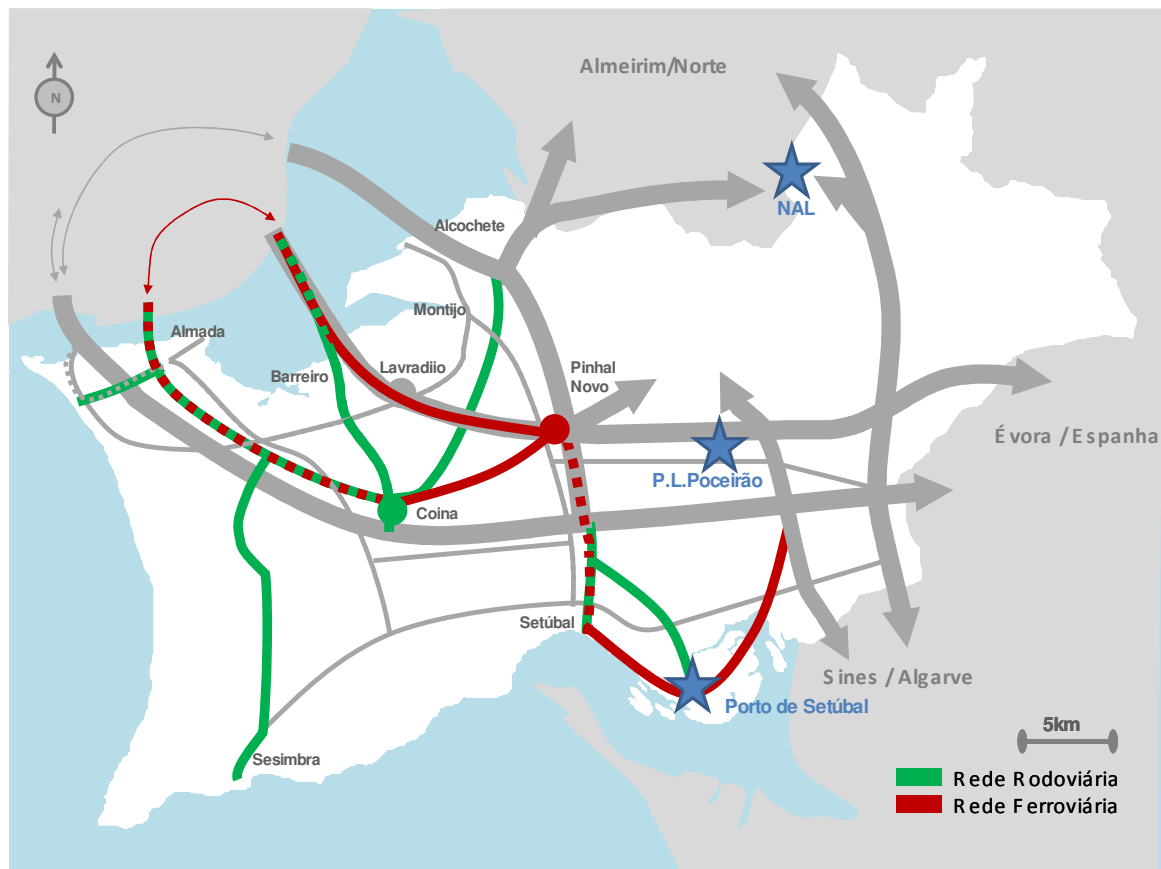 Almeirim/Norte
N
NAL
Alcochete
Montijo
Almada
Lavradiio
Barreiro
Pinhal
Novo
Évora / Espanha
P.L.Poceirão
Coina
Setúbal
Sines / Algarve
Porto de Setúbal
5km
Sesimbra
Rede Rodoviária
Rede Ferroviária